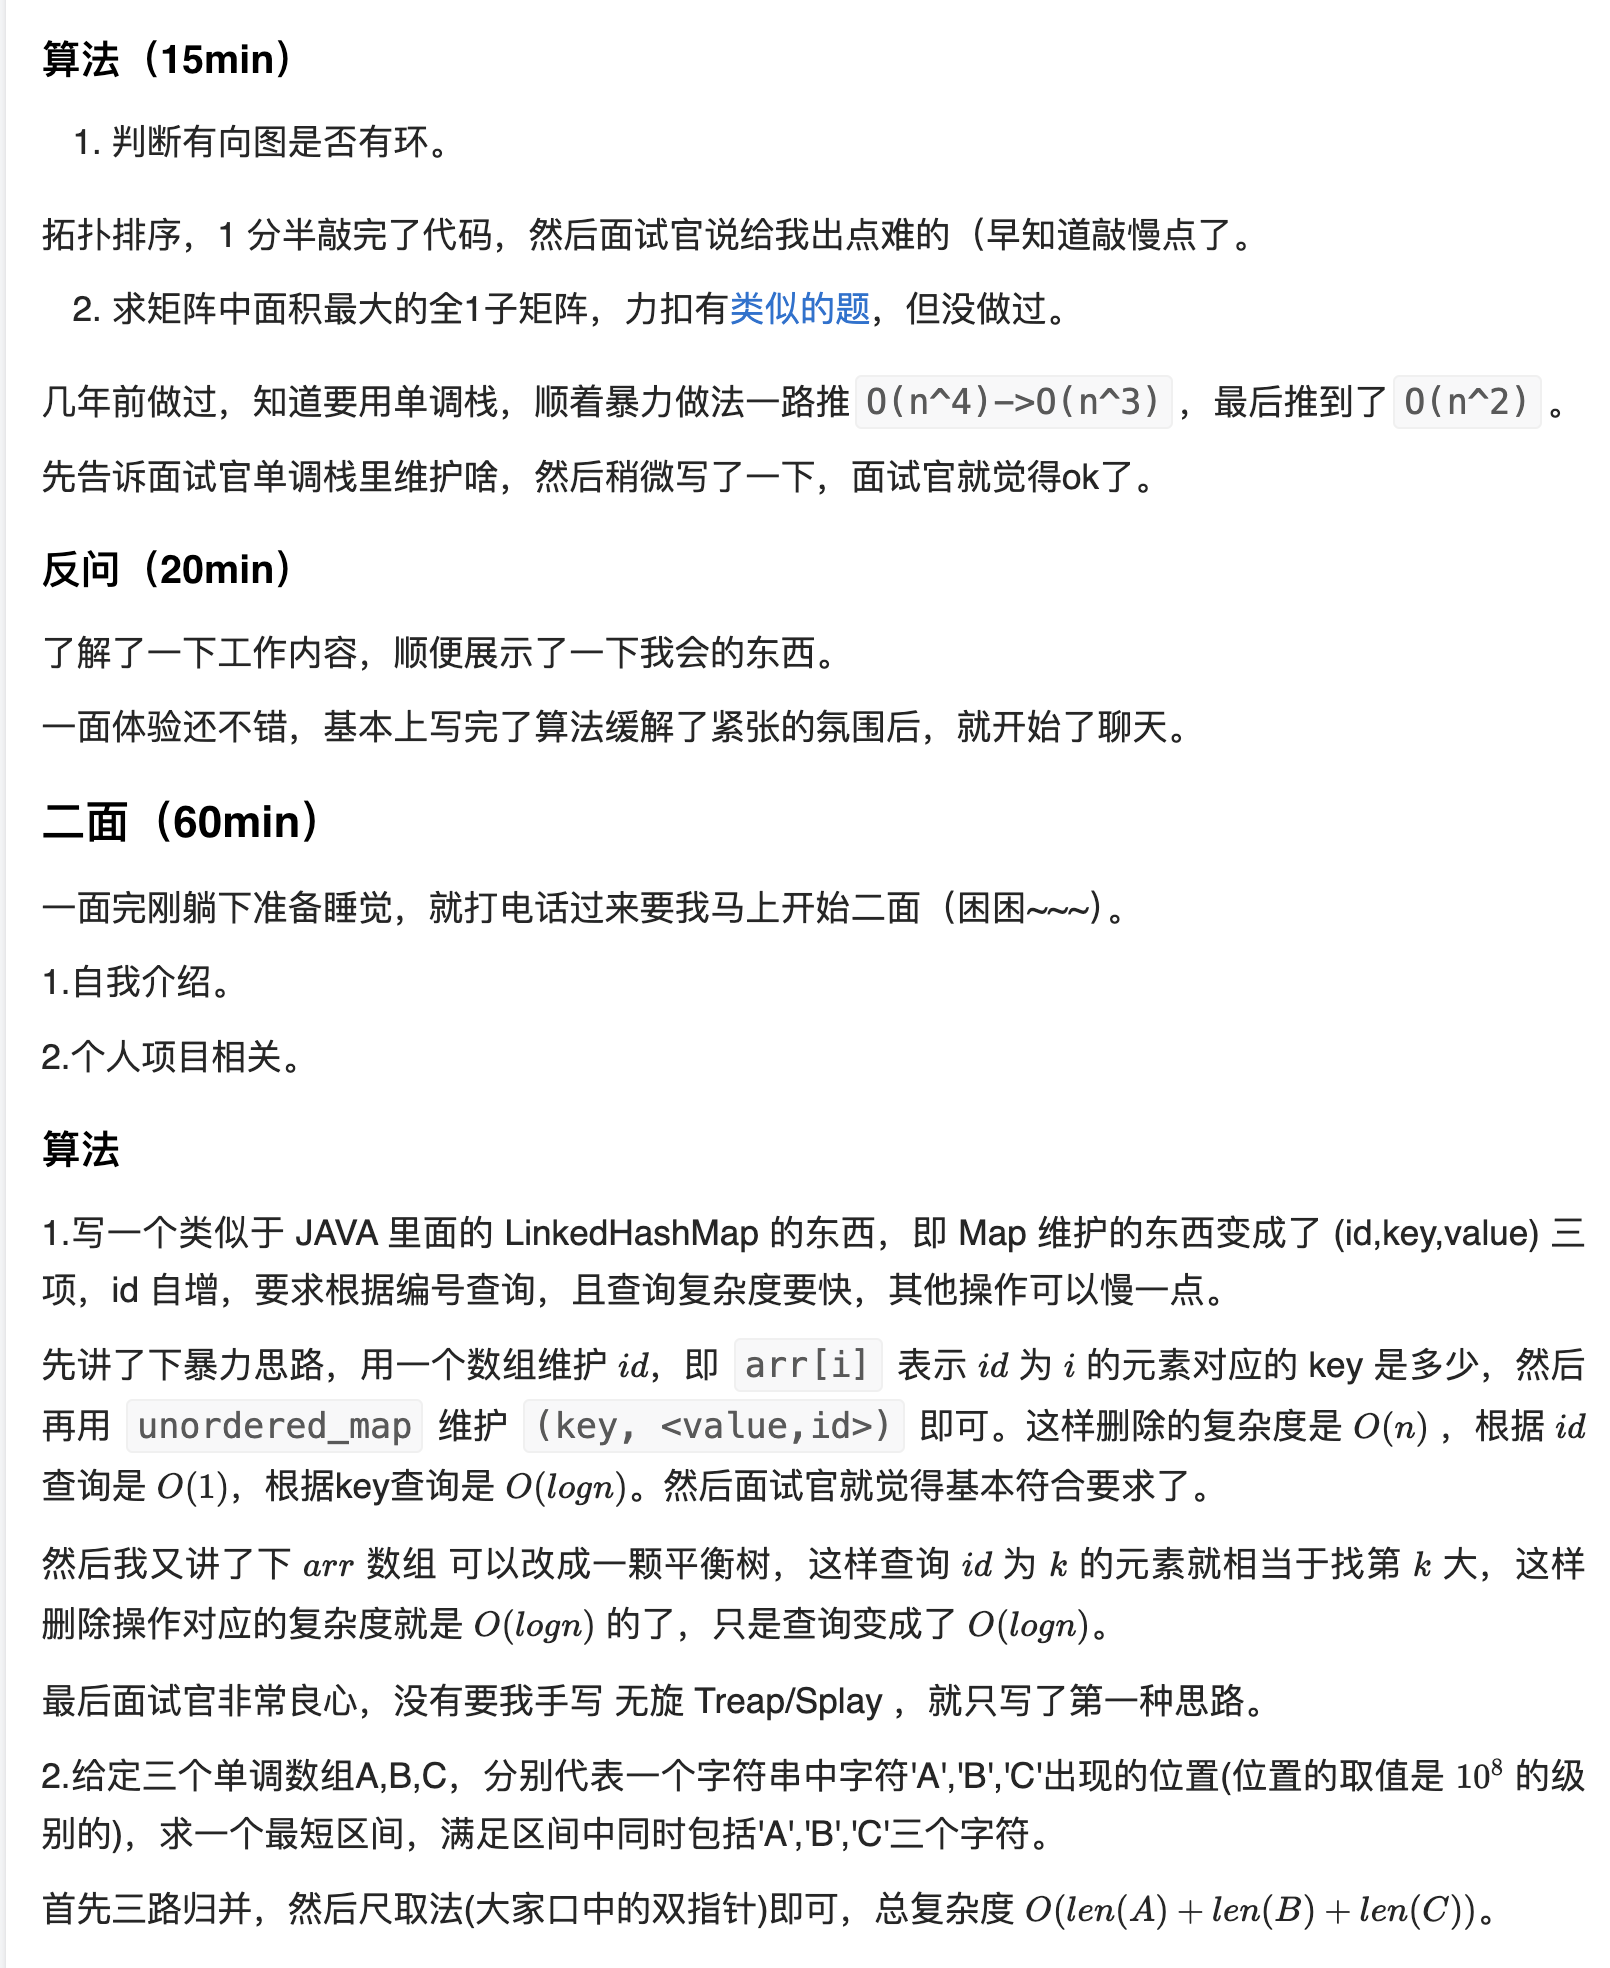 算法（15min）
1. 判断有向图是否有环。
拓扑排序，1 分半敲完了代码，然后面试官说给我出点难的（早知道敲慢点了。
2. 求矩阵中面积最大的全1子矩阵，力扣有类似的题，但没做过。
几年前做过，知道要用单调栈，顺着暴力做法一路推 O(n^4)->O(n^3) ，最后推到了 O(n^2) 。
先告诉面试官单调栈里维护啥，然后稍微写了一下，面试官就觉得ok了。
反问（20min）
了解了一下工作内容，顺便展示了一下我会的东西。
一面体验还不错，基本上写完了算法缓解了紧张的氛围后，就开始了聊天。
二面（60min）
一面完刚躺下准备睡觉，就打电话过来要我马上开始二面（困困~~~）。
1.自我介绍。
2.个人项目相关。
算法
1.写一个类似于 JAVA 里面的 LinkedHashMap 的东西，即 Map 维护的东西变成了 (id,key,value) 三
项，id 自增，要求根据编号查询，且查询复杂度要快，其他操作可以慢一点。
先讲了下暴力思路，用一个数组维护 id，即 arr[i] 表示 id 为 i 的元素对应的 key 是多少，然后
再用 unordered_map 维护 (key, <value,id>) 即可。这样删除的复杂度是 O(n) ，根据 id
查询是 O(1)，根据key查询是 O(logn)。然后面试官就觉得基本符合要求了。
然后我又讲了下 arr 数组 可以改成一颗平衡树，这样查询 id 为 k 的元素就相当于找第 k 大，这样
删除操作对应的复杂度就是 O(logn) 的了，只是查询变成了 O(logn)。
最后面试官非常良心，没有要我手写 无旋 Treap/Splay ，就只写了第一种思路。
2.给定三个单调数组A,B,C，分别代表一个字符串中字符'A','B','C'出现的位置(位置的取值是 10⁸ 的级
别的)，求一个最短区间，满足区间中同时包括'A','B','C'三个字符。
首先三路归并，然后尺取法(大家口中的双指针)即可，总复杂度 O(len(A) + len(B) + len(C))。